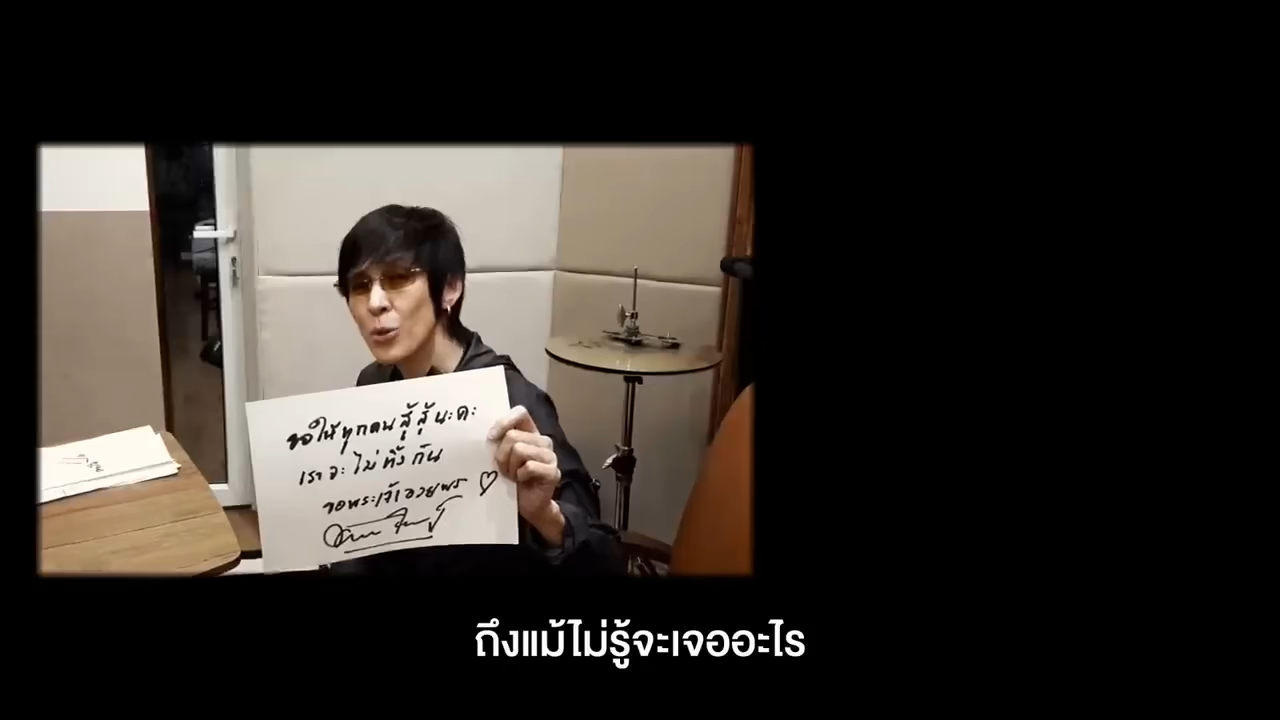 ขอให้ทุกคนสู้สู้นะคะ
เราจะไม่ทิ้งกัน
ขอพระเจ้าอวยพร ♡
ถึงแม้ไม่รู้จะเจออะไร